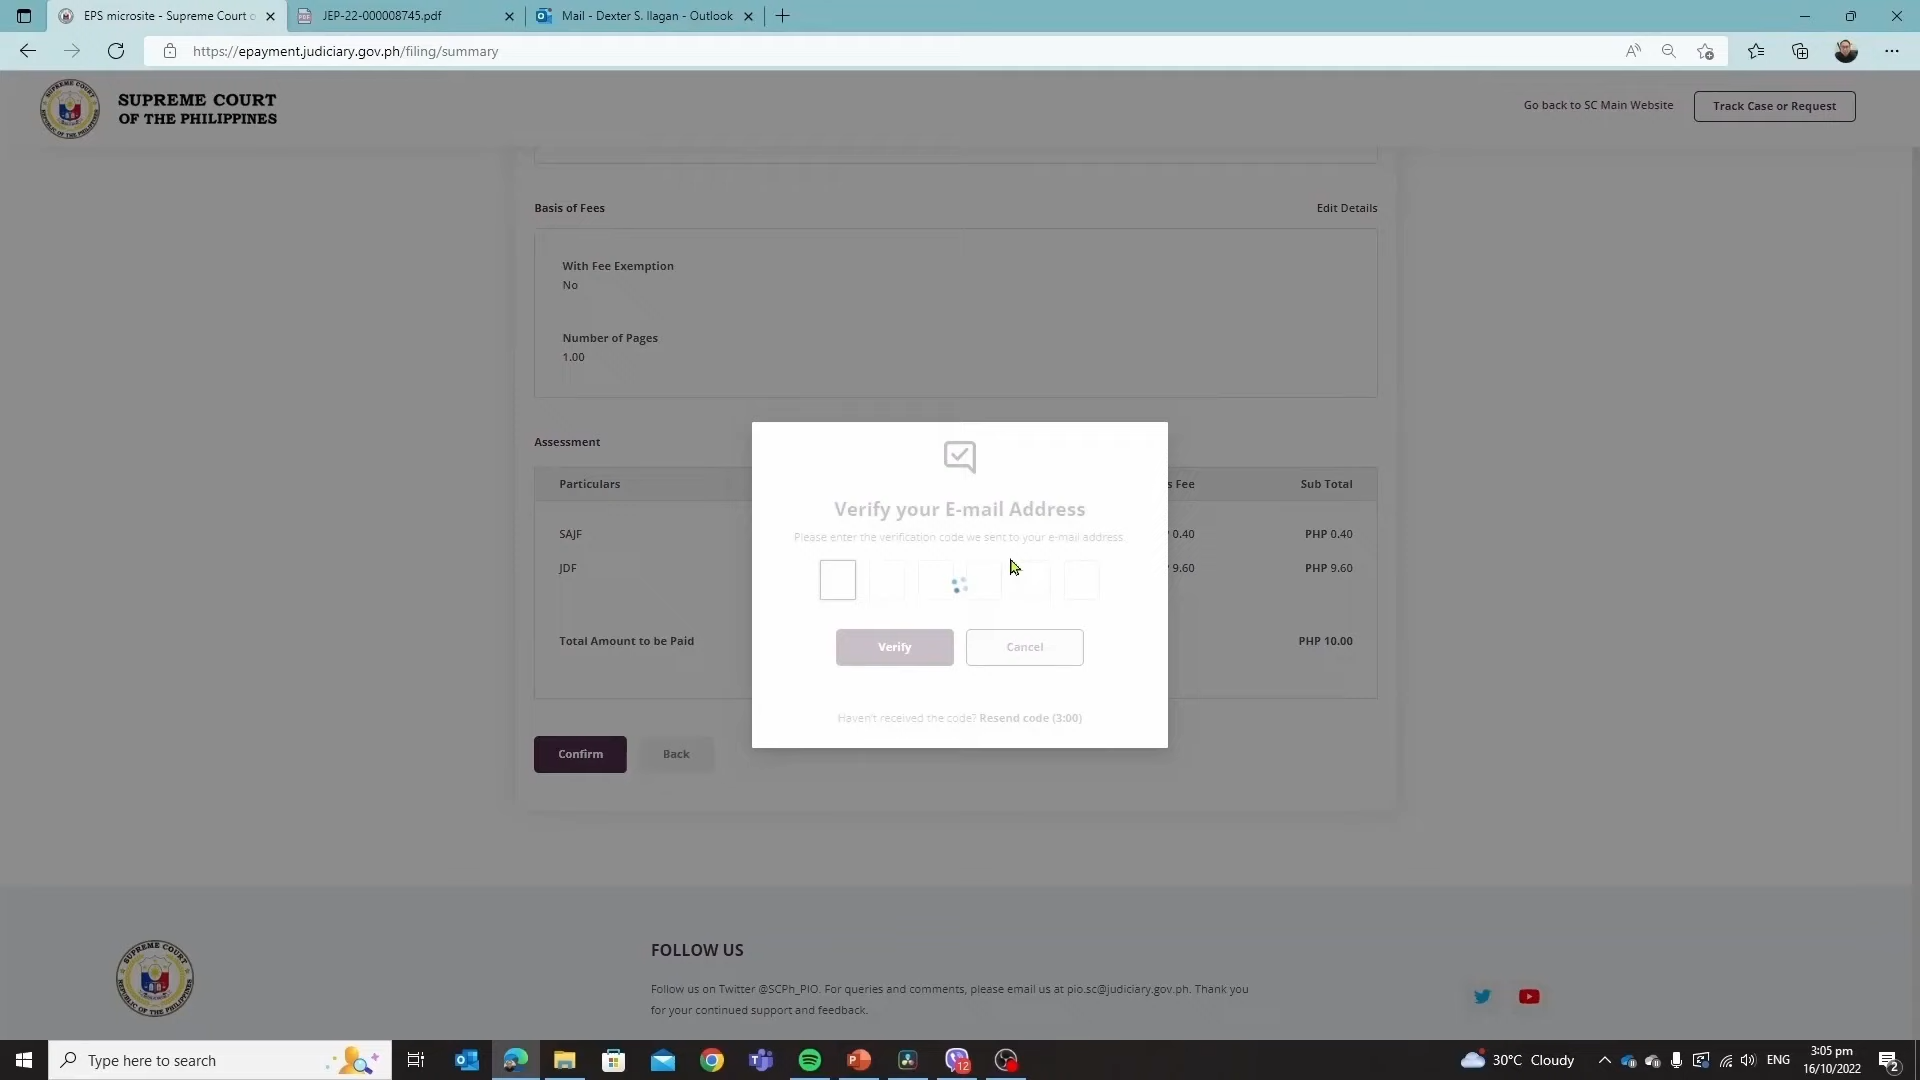 EPS microsite - Supreme Court o
JEP-22-000008745.pdf
Mail - Dexter S. Ilagan - Outlook
https://epayment.judiciary.gov.ph/filing/summary
SUPREME COURT
OF THE PHILIPPINES
Go back to SC Main Website
Track Case or Request
Basis of Fees
Edit Details
With Fee Exemption
No
Number of Pages
1.00
Assessment
Particulars
s Fee
Sub Total
SAJF
0.40
PHP 0.40
JDF
9.60
PHP 9.60
Total Amount to be Paid
PHP 10.00
Verify your E-mail Address
Please enter the verification code we sent to your e-mail address.
Verify
Cancel
Haven't received the code? Resend code (3:00)
Confirm
Back
FOLLOW US
Follow us on Twitter @SCPh_PIO. For queries and comments, please email us at pio.sc@judiciary.gov.ph. Thank you
for your continued support and feedback.
Type here to search
12
30°C Cloudy
ENG
3:05 pm
16/10/2022
2